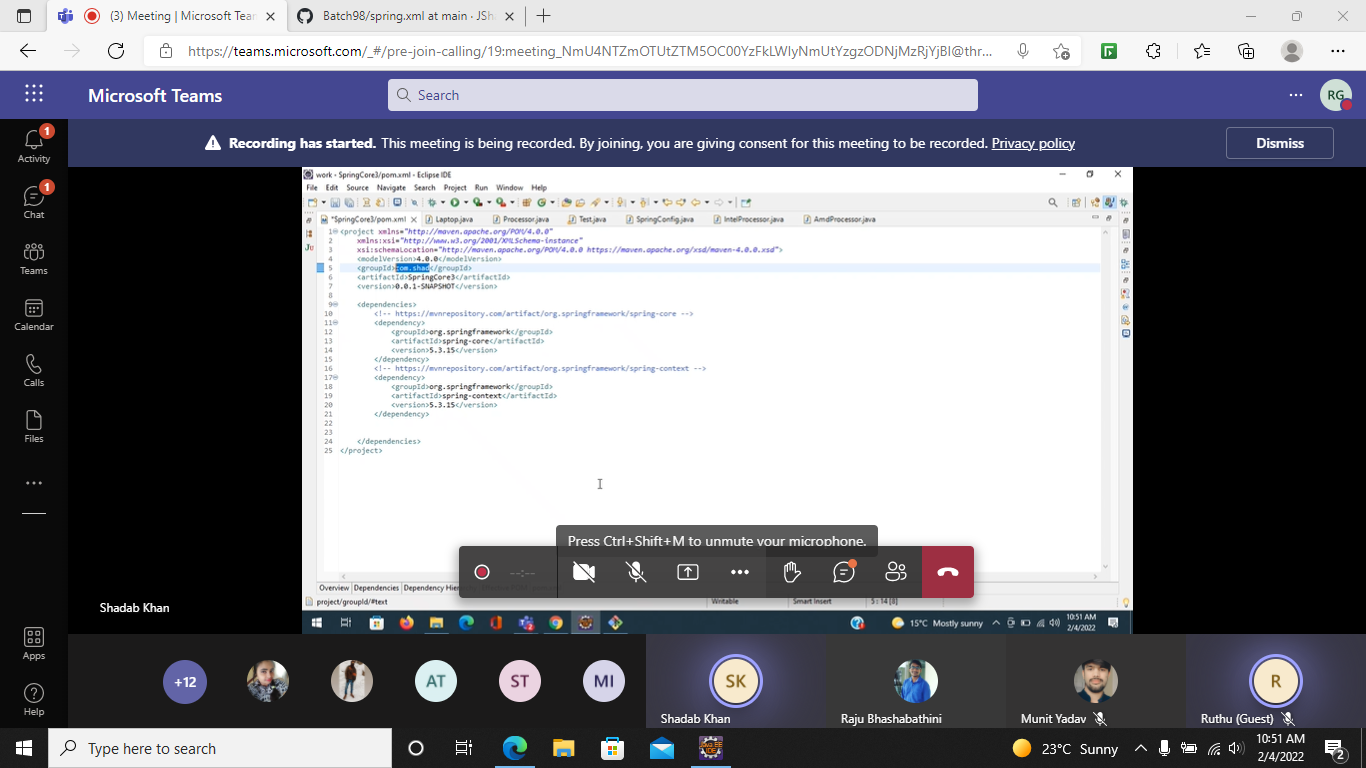 (3) Meeting | Microsoft Tear
Batch98/spring.xml at main · JSh
https://teams.microsoft.com/_#/pre-join-calling/19:meeting_NmU4NTZmOTUtZTM5OC00YzFkLWIyNmUtYzgzODNjMzRjYjBl@thr...
Microsoft Teams
Search
RG
Recording has started. This meeting is being recorded. By joining, you are giving consent for this meeting to be recorded. Privacy policy
Dismiss
1
Activity
1
Chat
Teams
Calendar
Calls
Files
Apps
Help
work - SpringCore3/pom.xml - Eclipse IDE
File Edit Source Navigate Search Project Run Window Help
*SpringCore3/pom.xml Laptop.java Processor.java Test.java SpringConfig.java IntelProcessor.java AmdProcessor.java
1 <project xmlns="http://maven.apache.org/POM/4.0.0"
2 xmlns:xsi="http://www.w3.org/2001/XMLSchema-instance"
3 xsi:schemaLocation="http://maven.apache.org/POM/4.0.0 https://maven.apache.org/xsd/maven-4.0.0.xsd">
4 <modelVersion>4.0.0</modelVersion>
5 <groupId>com.shad</groupId>
6 <artifactId>SpringCore3</artifactId>
7 <version>0.0.1-SNAPSHOT</version>
8
9 <dependencies>
10 <!-- https://mvnrepository.com/artifact/org.springframework/spring-core -->
11 <dependency>
12 <groupId>org.springframework</groupId>
13 <artifactId>spring-core</artifactId>
14 <version>5.3.15</version>
15 </dependency>
16 <!-- https://mvnrepository.com/artifact/org.springframework/spring-context -->
17 <dependency>
18 <groupId>org.springframework</groupId>
19 <artifactId>spring-context</artifactId>
20 <version>5.3.15</version>
21 </dependency>
22
23
24 </dependencies>
25 </project>
Press Ctrl+Shift+M to unmute your microphone.
--:--
Overview Dependencies Dependency Hie
project/groupId/#text
Writable
Smart Insert
5 : 14 [8]
Shadab Khan
15°C Mostly sunny
10:51 AM
2/4/2022
+12
AT
ST
MI
SK
R
Shadab Khan
Raju Bhashabathini
Munit Yadav
Ruthu (Guest)
Type here to search
23°C Sunny
10:51 AM
2/4/2022
2